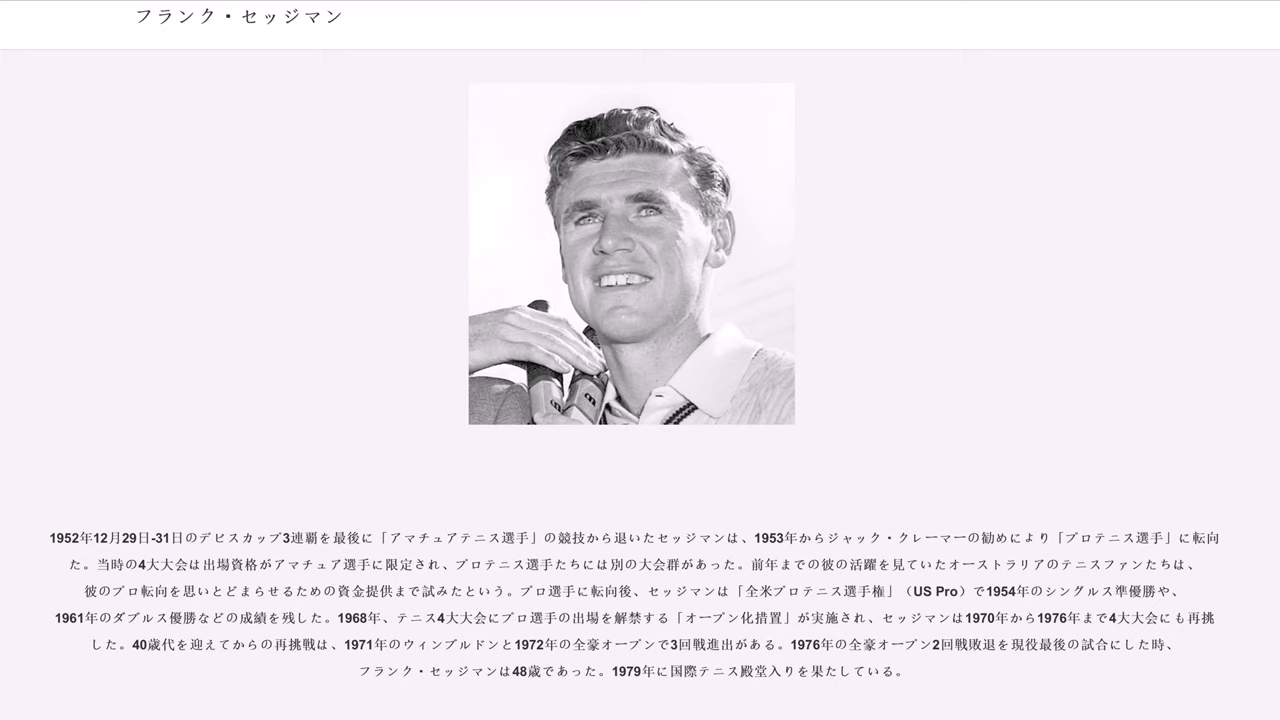 フランク・セッジマン
1952年12月29日-31日のデビスカップ3連覇を最後に「アマチュアテニス選手」の競技から退いたセッジマンは、1953年からジャック・クレーマーの勧めにより「プロテニス選手」に転向
た。当時の4大大会は出場資格がアマチュア選手に限定され、プロテニス選手たちには別の大会群があった。前年までの彼の活躍を見ていたオーストラリアのテニスファンたちは、
彼のプロ転向を思いとどまらせるための資金提供まで試みたという。プロ選手に転向後、セッジマンは「全米プロテニス選手権」（US Pro）で1954年のシングルス準優勝や、
1961年のダブルス優勝などの成績を残した。1968年、テニス4大大会にプロ選手の出場を解禁する「オープン化措置」が実施され、セッジマンは1970年から1976年まで4大大会にも再挑
した。40歳代を迎えてからの再挑戦は、1971年のウィンブルドンと1972年の全豪オープンで3回戦進出がある。1976年の全豪オープン2回戦敗退を現役最後の試合にした時、
フランク・セッジマンは48歳であった。1979年に国際テニス殿堂入りを果たしている。